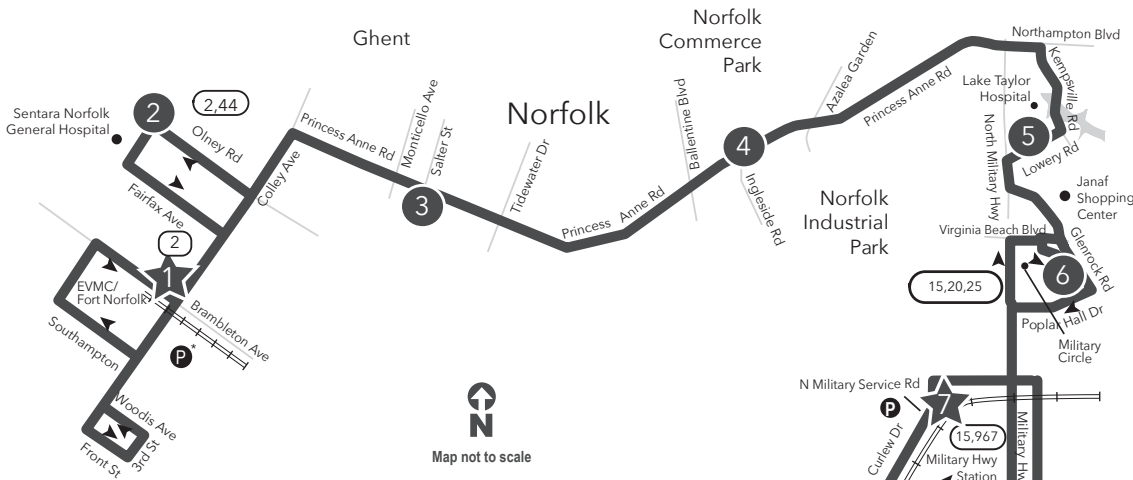 Norfolk
Commerce
Park
Ghent
Northampton Blvd
Azalea Garden
Kempsville Rd
Lake Taylor
Hospital
Sentara Norfolk
General Hospital
2
2,44
Olney Rd
Princess Anne Rd
Monticello Ave
Salter St
Norfolk
Ballentine Blvd
Princess Anne Rd
4
5
Lowery Rd
North Military Hwy
Tidewater Dr
Colley Ave
Fairfax Ave
3
Princess Anne Rd
Ingleside Rd
Norfolk
Industrial
Park
Janaf
Shopping
Center
Virginia Beach Blvd
Glenrock Rd
2
1
EVMC/
Fort Norfolk
Brambleton Ave
Southampton
P*
15,20,25
6
Poplar Hall Dr
Military
Circle
N Military Service Rd
P
7
15,967
Curlew Dr
Military Hwy
Station
Military Hw
Woodis Ave
3rd St
Front St
N
Map not to scale